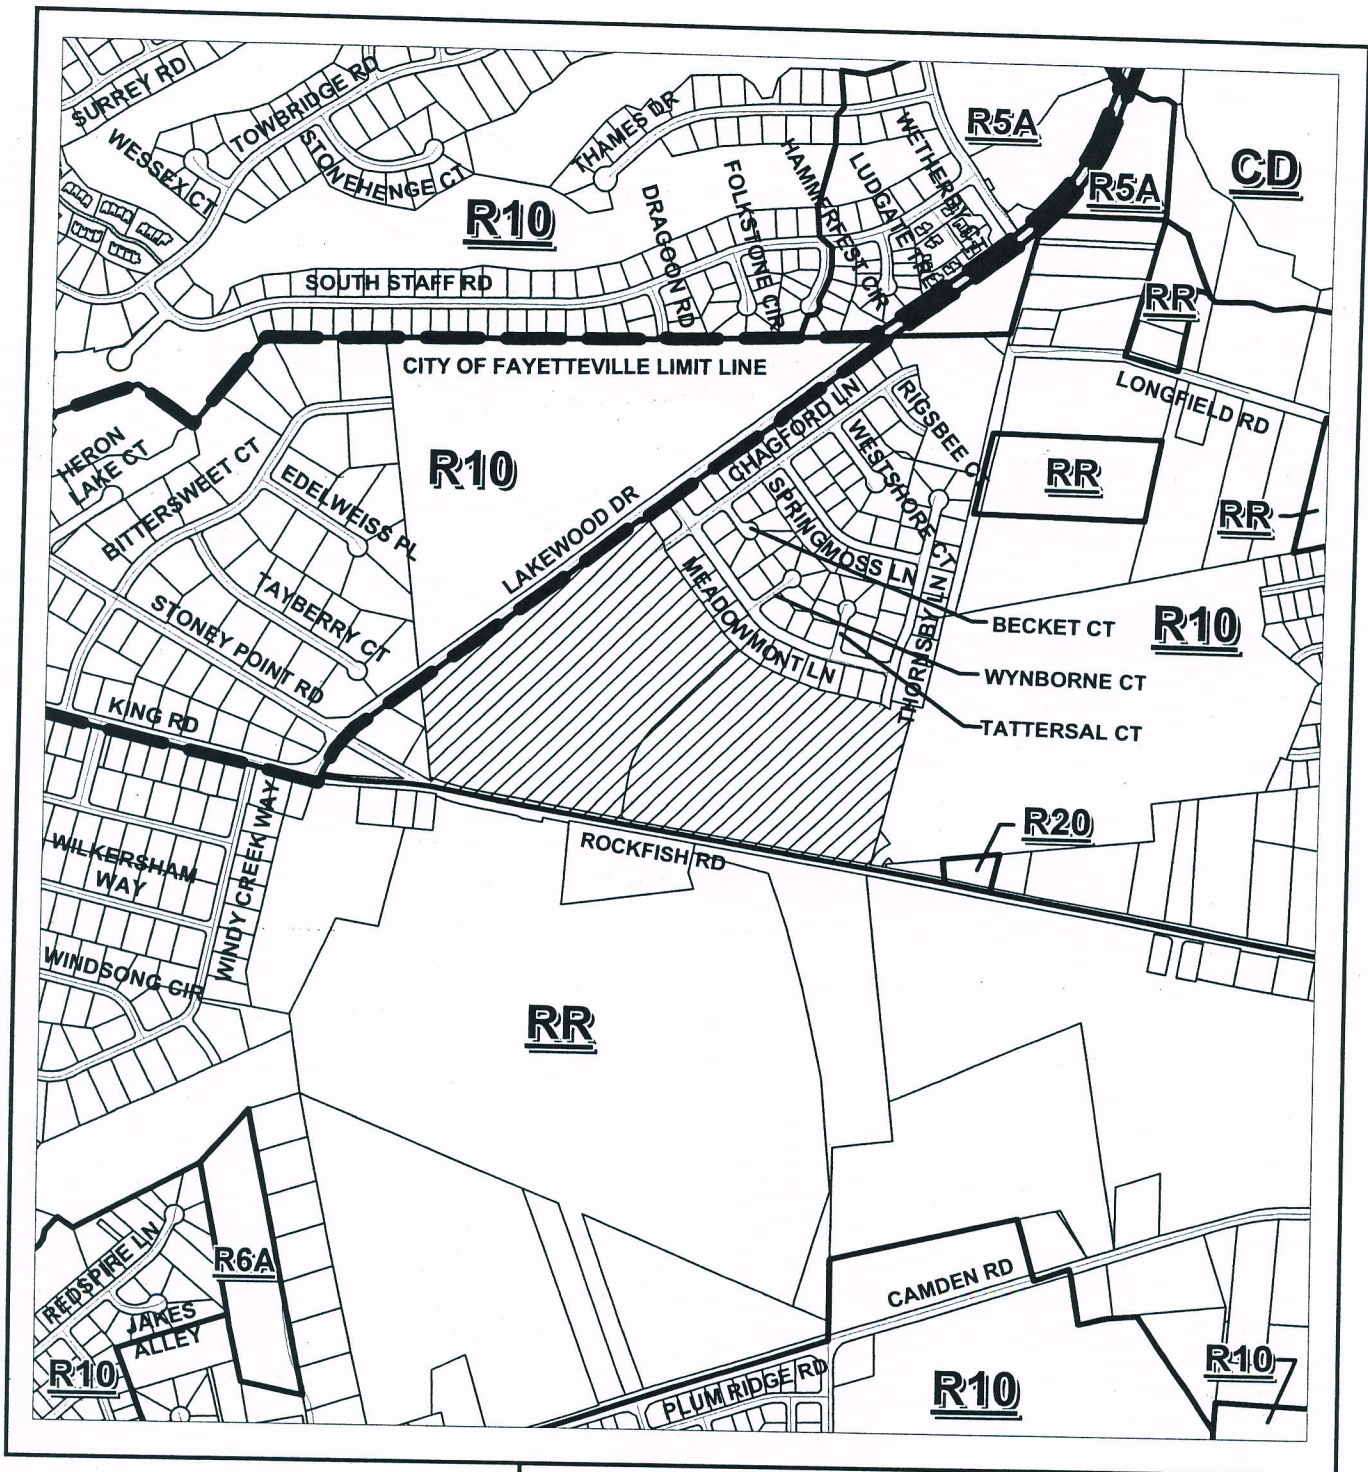 SURREY RD
TOWBRIDGE RD
WESSEX CT
STONEHENGE CT
THAMES DR
R10
HAMMERFEST CIR
FOLKSTONE CIR
DRAGON RD
LUDGATE TRE
WETHERBY CT
R5A
R5A
CD
SOUTH STAFF RD
RR
CITY OF FAYETTEVILLE LIMIT LINE
LONGFIELD RD
CHAGFORD LN
RIGSBEE C
HERON
LAKE CT
BITTERSWEET CT
EDELWEISS PL
R10
WESTSHORE CT
RR
RR
LAKEWOOD DR
SPRINGMOSS LN
TAYBERRY CT
STONEY POINT RD
MEADOWMONT LN
THORNSBY LN
BECKET CT
R10
WYNBORNE CT
TATTERSAL CT
KING RD
WILKERSHAM
WAY
WINDY CREEK WAY
ROCKFISH RD
R20
WINDSONG CIR
RR
REDSPIRE LN
R6A
JAKES
ALLEY
CAMDEN RD
R10
PLUM RIDGE RD
R10
R10